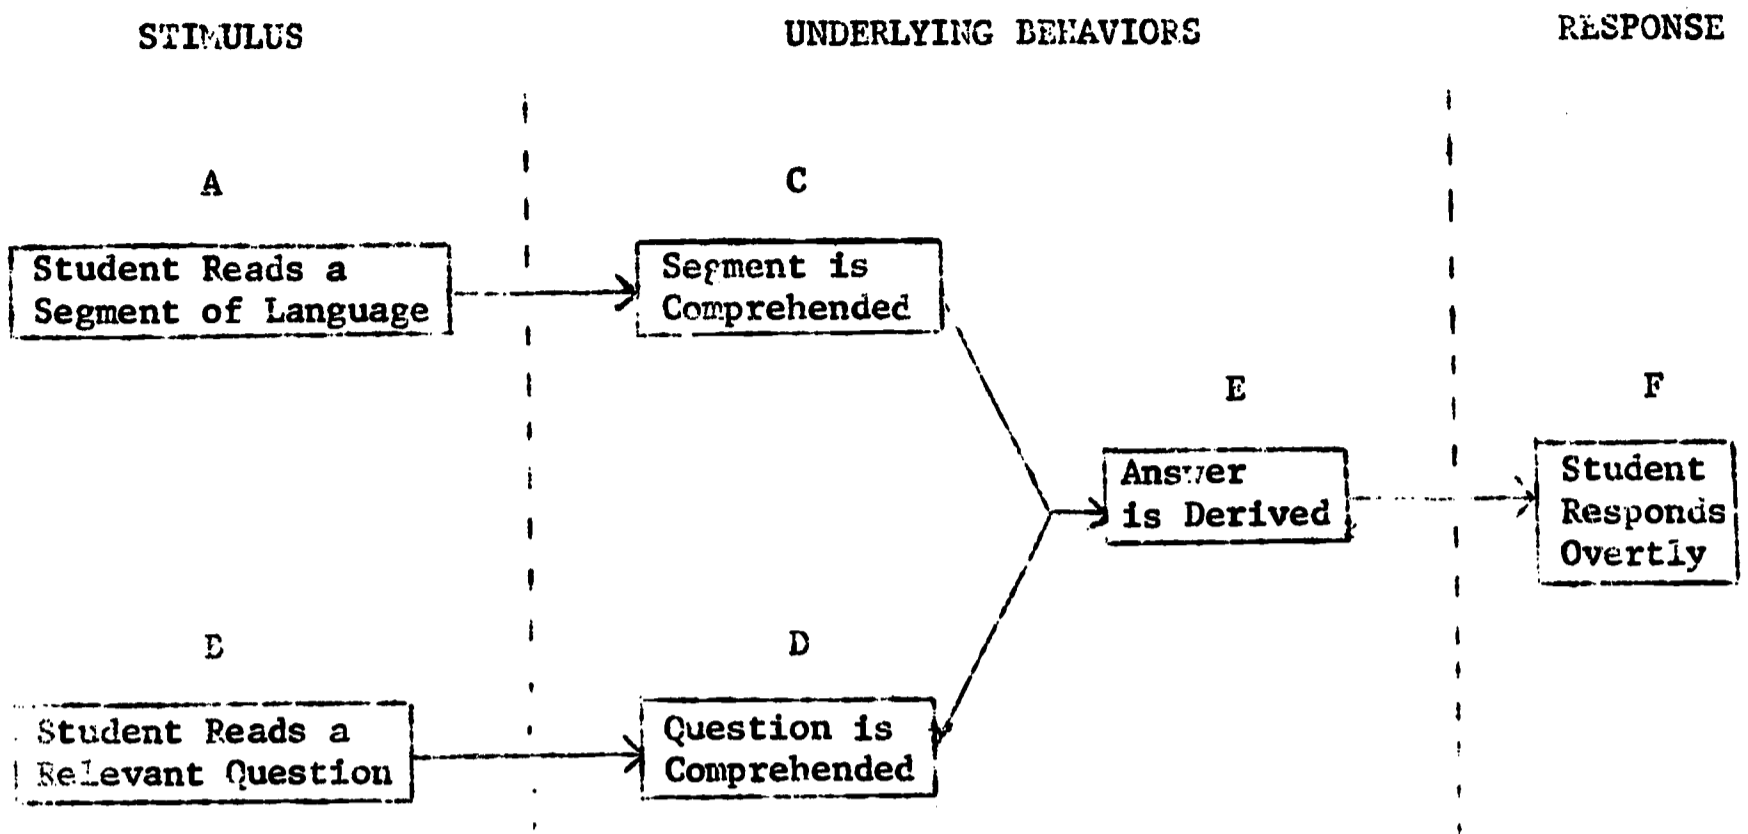 STIMULUS
UNDERLYING BEHAVIORS
RESPONSE
A
C
Student Reads a
Segment of Language
Segment is
Comprehended
E
F
Answer
is Derived
Student
Responds
Overtly
B
D
Student Reads a
Relevant Question
Question is
Comprehended